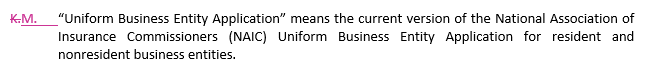 K.M. “Uniform Business Entity Application” means the current version of the National Association of
Insurance Commissioners (NAIC) Uniform Business Entity Application for resident and
nonresident business entities.